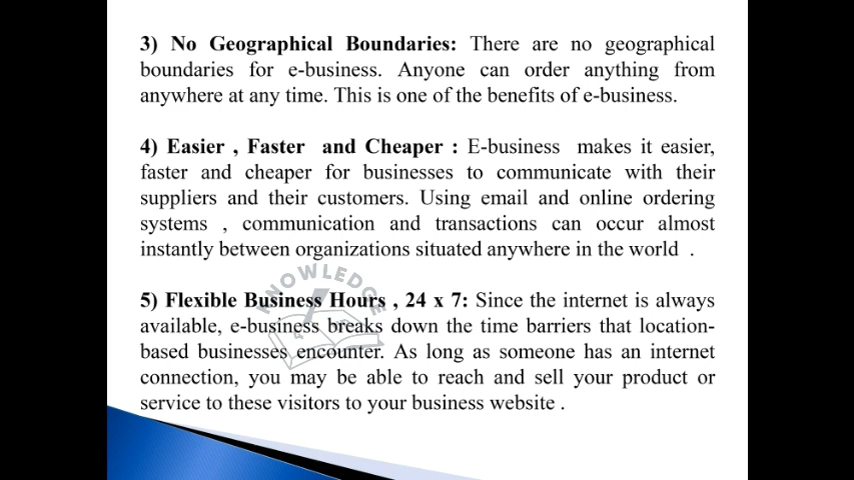 3) No Geographical Boundaries: There are no geographical
boundaries for e-business. Anyone can order anything from
anywhere at any time. This is one of the benefits of e-business.
4) Easier , Faster and Cheaper : E-business makes it easier,
faster and cheaper for businesses to communicate with their
suppliers and their customers. Using email and online ordering
systems , communication and transactions can occur almost
instantly between organizations situated anywhere in the world .
KNOWLEDGE
5) Flexible Business Hours , 24 x 7: Since the internet is always
available, e-business breaks down the time barriers that location-
based businesses encounter. As long as someone has an internet
connection, you may be able to reach and sell your product or
service to these visitors to your business website .